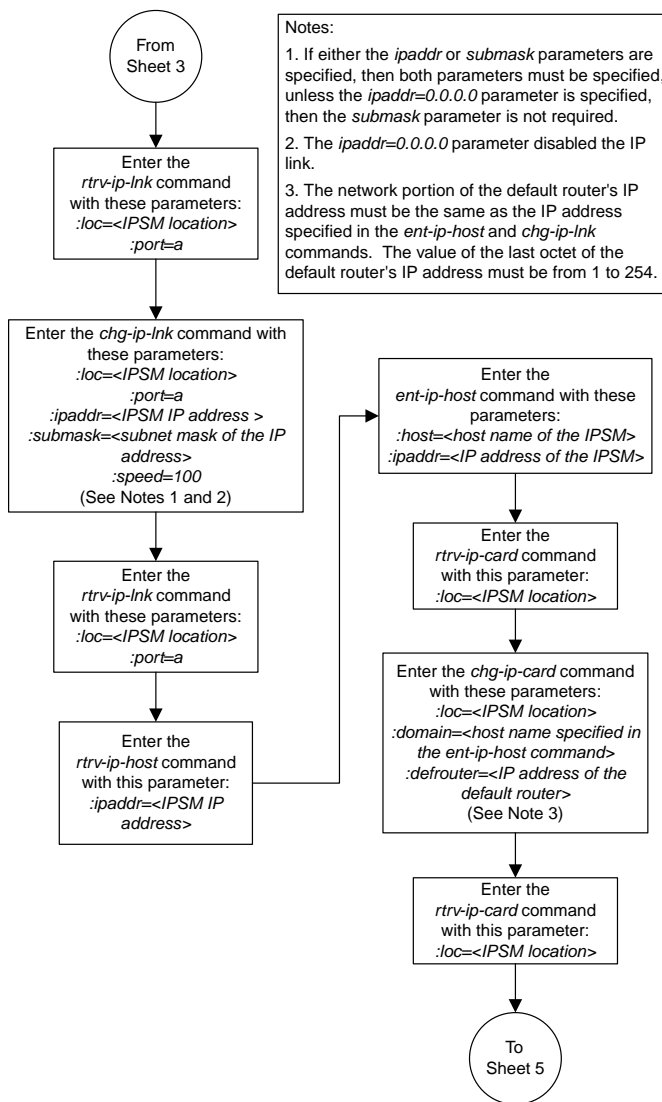 From
Sheet 3
Enter the
rtrv-ip-lnk command
with these parameters:
:loc=<IPSM location>
:port=a
Enter the chg-ip-lnk command with
these parameters:
:loc=<IPSM location>
:port=a
:ipaddr=<IPSM IP address >
:submask=<subnet mask of the IP
address>
:speed=100
(See Notes 1 and 2)
Enter the
rtrv-ip-lnk command
with these parameters:
:loc=<IPSM location>
:port=a
Enter the
rtrv-ip-host command
with this parameter:
:ipaddr=<IPSM IP
address>
Notes:
1. If either the ipaddr or submask parameters are
specified, then both parameters must be specified,
unless the ipaddr=0.0.0.0 parameter is specified,
then the submask parameter is not required.
2. The ipaddr=0.0.0.0 parameter disabled the IP
link.
3. The network portion of the default router's IP
address must be the same as the IP address
specified in the ent-ip-host and chg-ip-lnk
commands. The value of the last octet of the
default router's IP address must be from 1 to 254.
Enter the
ent-ip-host command with these
parameters:
:host=<host name of the IPSM>
:ipaddr=<IP address of the IPSM>
Enter the
rtrv-ip-card command
with this parameter:
:loc=<IPSM location>
Enter the chg-ip-card command
with these parameters:
:loc=<IPSM location>
:domain=<host name specified in
the ent-ip-host command>
:defrouter=<IP address of the
default router>
(See Note 3)
Enter the
rtrv-ip-card command
with this parameter:
:loc=<IPSM location>
To
Sheet 5